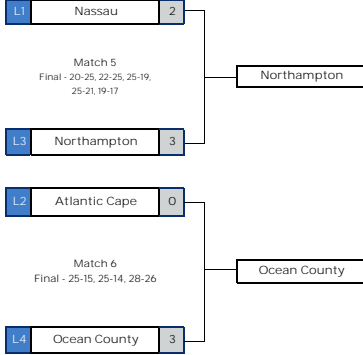 L1 Nassau 2
Match 5
Final - 20-25, 22-25, 25-19,
25-21, 19-17
Northampton
L3 Northampton 3
L2 Atlantic Cape 0
Match 6
Final - 25-15, 25-14, 28-26
Ocean County
L4 Ocean County 3